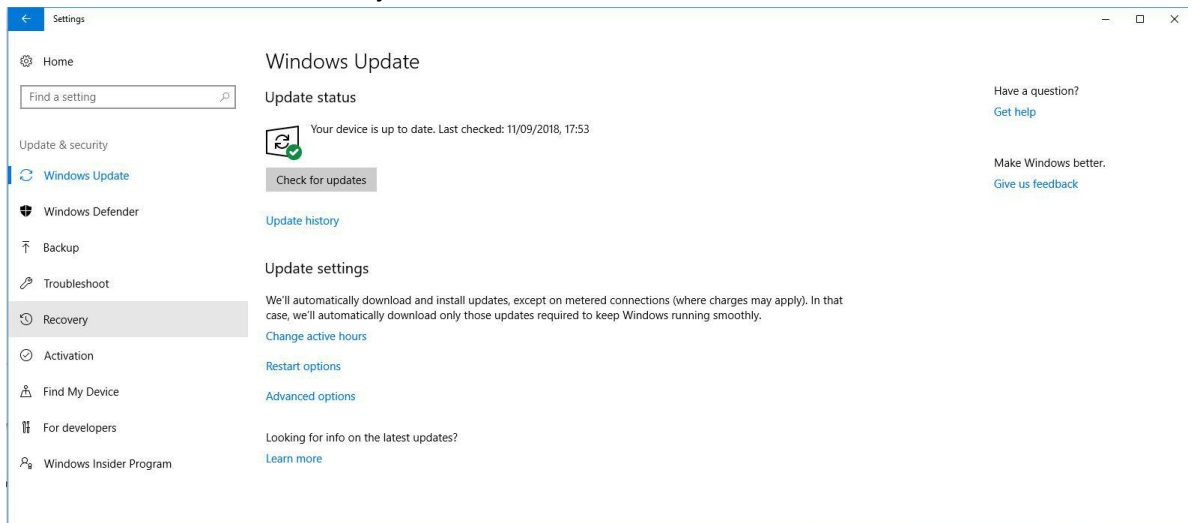 Settings
Home
Find a setting
Update & security
Windows Update
Windows Defender
Backup
Troubleshoot
Recovery
Activation
Find My Device
For developers
Windows Insider Program
Windows Update
Update status
Your device is up to date. Last checked: 11/09/2018, 17:53
Check for updates
Update history
Update settings
We'll automatically download and install updates, except on metered connections (where charges may apply). In that
case, we'll automatically download only those updates required to keep Windows running smoothly.
Change active hours
Restart options
Advanced options
Looking for info on the latest updates?
Learn more
Have a question?
Get help
Make Windows better.
Give us feedback